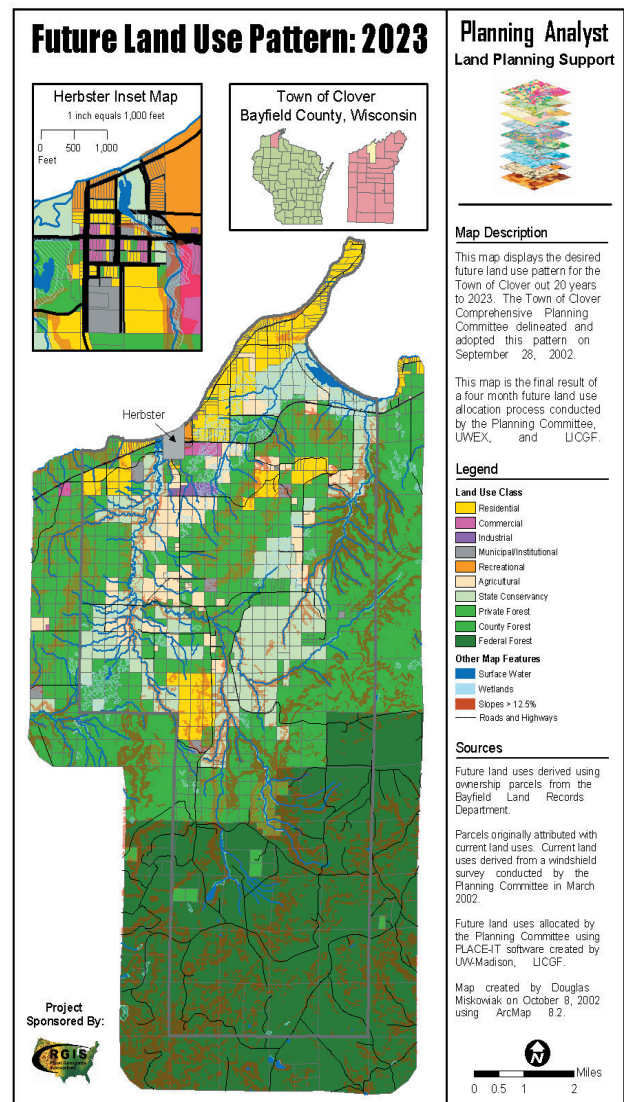 Future Land Use Pattern: 2023
Herbster Inset Map
1 inch equals 1,000 feet
0 500 1,000
Feet
Town of Clover
Bayfield County, Wisconsin
Herbster
Project
Sponsored By:
RGIS
Planning Analyst
Land Planning Support
Map Description
This map displays the desired
future land use pattern for the
Town of Clover out 20 years
to 2023. The Town of Clover
Comprehensive Planning
Committee delineated and
adopted this pattern on
September 28, 2002.
This map is the final result of
a four month future land use
allocation process conducted
by the Planning Committee,
UWEX, and LICGF.
Legend
Land Use Class
Residential
Commercial
Industrial
Municipal/Institutional
Recreational
Agricultural
State Conservancy
Private Forest
County Forest
Federal Forest
Other Map Features
Surface Water
Wetlands
Slopes > 12.5%
Roads and Highways
Sources
Future land uses derived using
ownership parcels from the
Bayfield Land Records
Department.
Parcels originally attributed with
current land uses. Current land
uses derived from a windshield
survey conducted by the
Planning Committee in March
2002.
Future land uses allocated by
the Planning Committee using
PLACE-IT software created by
UW-Madison, LICGF.
Map created by Douglas
Miskowiak on October 8, 2002
using ArcMap 8.2.
N
Miles
0 0.5 1 2